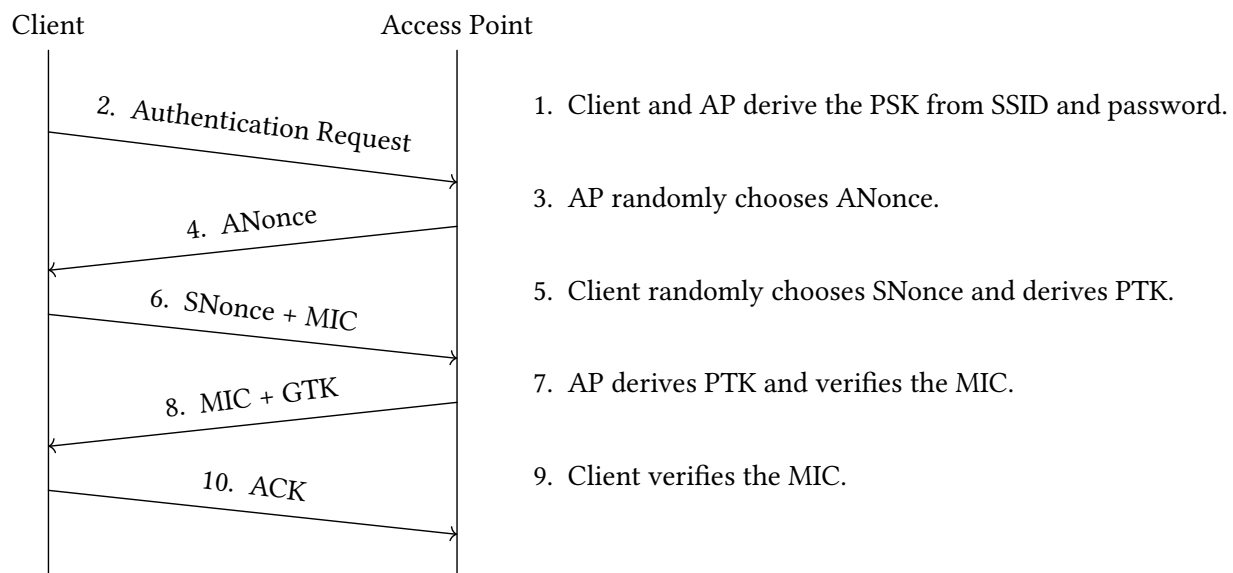 Client
Access Point
1. Client and AP derive the PSK from SSID and password.
2. Authentication Request
3. AP randomly chooses ANonce.
4. ANonce
5. Client randomly chooses SNonce and derives PTK.
6. SNonce + MIC
7. AP derives PTK and verifies the MIC.
8. MIC + GTK
9. Client verifies the MIC.
10. ACK